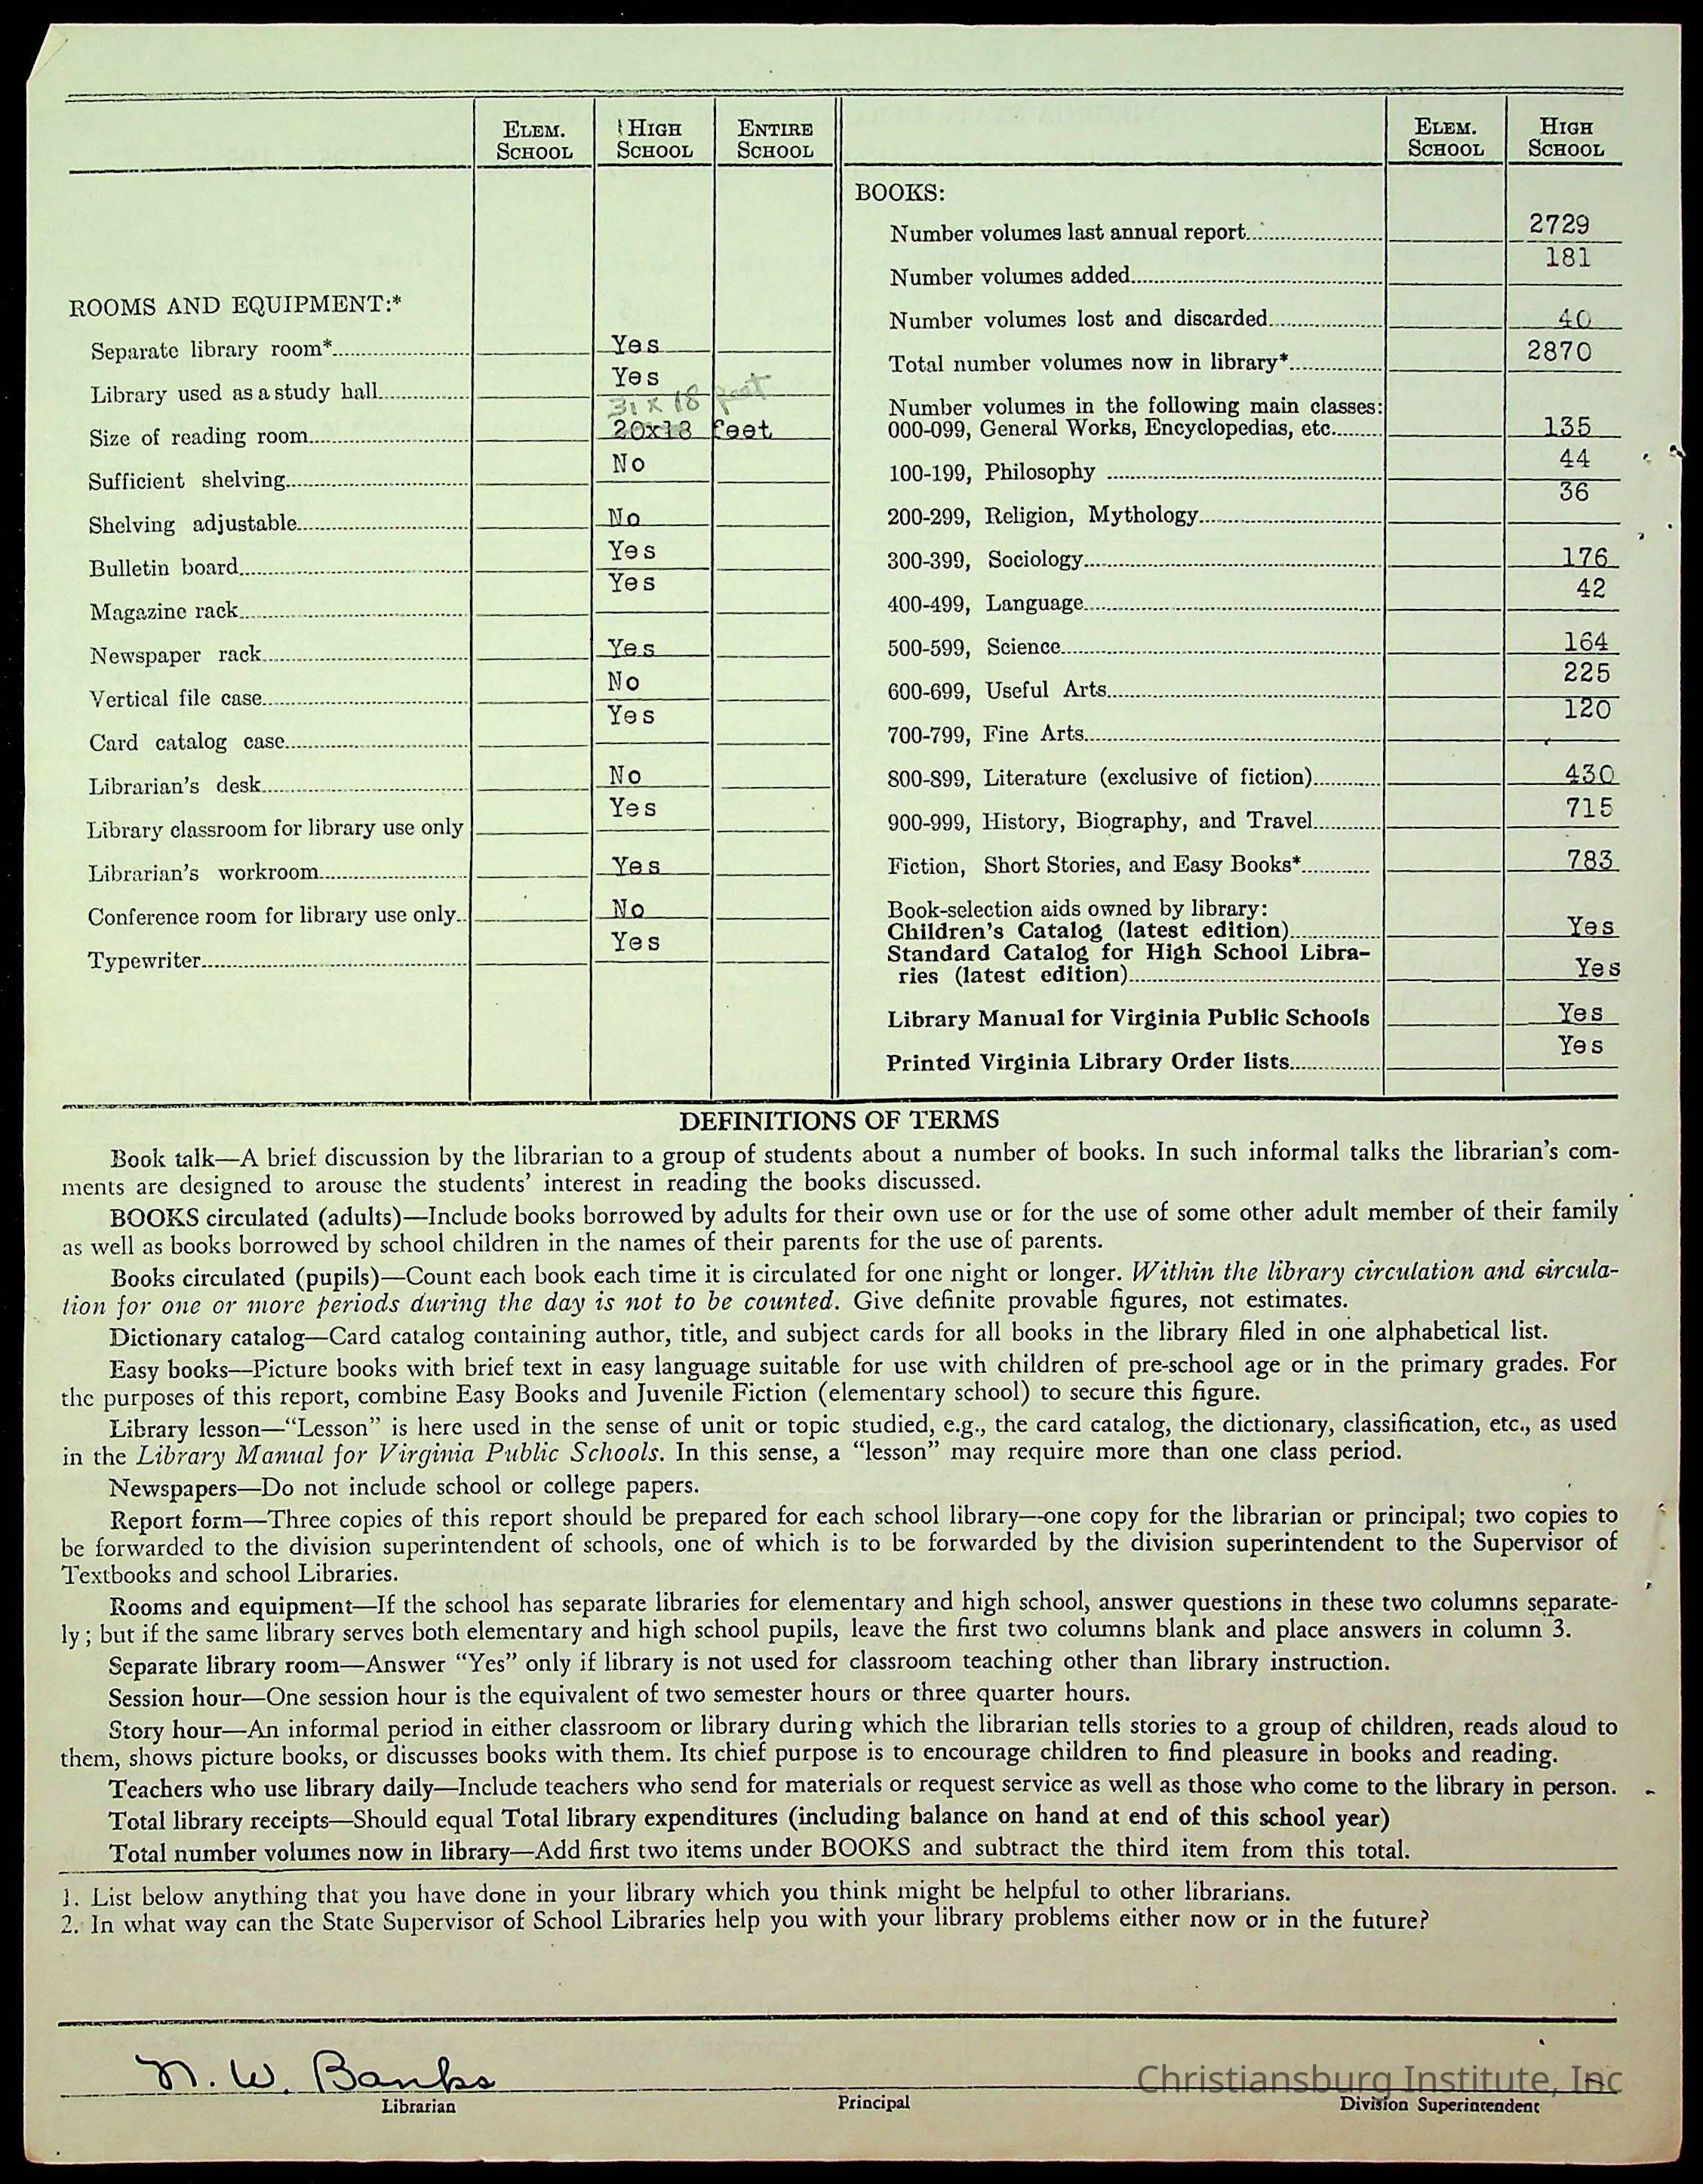 ELEM. SCHOOL HIGH SCHOOL ENTIRE SCHOOL
ROOMS AND EQUIPMENT:*
Separate library room* Yes
Library used as a study hall Yes
31 x 18 feet
Size of reading room 20x18 feet
Sufficient shelving No
Shelving adjustable No
Bulletin board Yes
Magazine rack Yes
Newspaper rack Yes
Vertical file case No
Card catalog case Yes
Librarian's desk No
Library classroom for library use only Yes
Librarian's workroom Yes
Conference room for library use only No
Typewriter Yes
ELEM. SCHOOL HIGH SCHOOL
BOOKS:
Number volumes last annual report 2729
Number volumes added 181
Number volumes lost and discarded 40
Total number volumes now in library* 2870
Number volumes in the following main classes:
000-099, General Works, Encyclopedias, etc. 135
100-199, Philosophy 44
200-299, Religion, Mythology 36
300-399, Sociology 176
400-499, Language 42
500-599, Science 164
600-699, Useful Arts 225
700-799, Fine Arts 120
800-899, Literature (exclusive of fiction) 430
900-999, History, Biography, and Travel 715
Fiction, Short Stories, and Easy Books* 783
Book-selection aids owned by library:
Children's Catalog (latest edition) Yes
Standard Catalog for High School Libra-
ries (latest edition) Yes
Library Manual for Virginia Public Schools Yes
Printed Virginia Library Order lists Yes
DEFINITIONS OF TERMS
Book talk—A brief discussion by the librarian to a group of students about a number of books. In such informal talks the librarian's com-
ments are designed to arouse the students' interest in reading the books discussed.
BOOKS circulated (adults)—Include books borrowed by adults for their own use or for the use of some other adult member of their family
as well as books borrowed by school children in the names of their parents for the use of parents.
Books circulated (pupils)—Count each book each time it is circulated for one night or longer. Within the library circulation and circula-
tion for one or more periods during the day is not to be counted. Give definite provable figures, not estimates.
Dictionary catalog—Card catalog containing author, title, and subject cards for all books in the library filed in one alphabetical list.
Easy books—Picture books with brief text in easy language suitable for use with children of pre-school age or in the primary grades. For
the purposes of this report, combine Easy Books and Juvenile Fiction (elementary school) to secure this figure.
Library lesson—"Lesson" is here used in the sense of unit or topic studied, e.g., the card catalog, the dictionary, classification, etc., as used
in the Library Manual for Virginia Public Schools. In this sense, a "lesson" may require more than one class period.
Newspapers—Do not include school or college papers.
Report form—Three copies of this report should be prepared for each school library—one copy for the librarian or principal; two copies to
be forwarded to the division superintendent of schools, one of which is to be forwarded by the division superintendent to the Supervisor of
Textbooks and school Libraries.
Rooms and equipment—If the school has separate libraries for elementary and high school, answer questions in these two columns separate-
ly; but if the same library serves both elementary and high school pupils, leave the first two columns blank and place answers in column 3.
Separate library room—Answer "Yes" only if library is not used for classroom teaching other than library instruction.
Session hour—One session hour is the equivalent of two semester hours or three quarter hours.
Story hour—An informal period in either classroom or library during which the librarian tells stories to a group of children, reads aloud to
them, shows picture books, or discusses books with them. Its chief purpose is to encourage children to find pleasure in books and reading.
Teachers who use library daily—Include teachers who send for materials or request service as well as those who come to the library in person.
Total library receipts—Should equal Total library expenditures (including balance on hand at end of this school year)
Total number volumes now in library—Add first two items under BOOKS and subtract the third item from this total.
1. List below anything that you have done in your library which you think might be helpful to other librarians.
2. In what way can the State Supervisor of School Libraries help you with your library problems either now or in the future?
N. W. Banks
Christiansburg Institute, Inc
Librarian Principal Division Superintendent